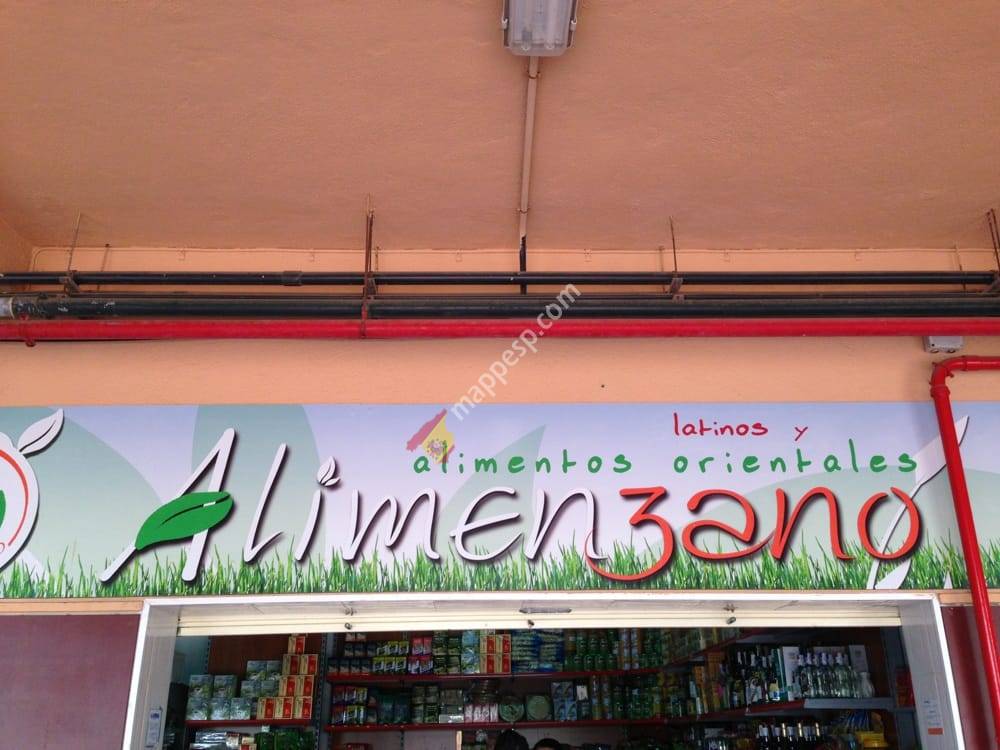 mappesp.com
latinos y
alimentos orientales
Alimenzano